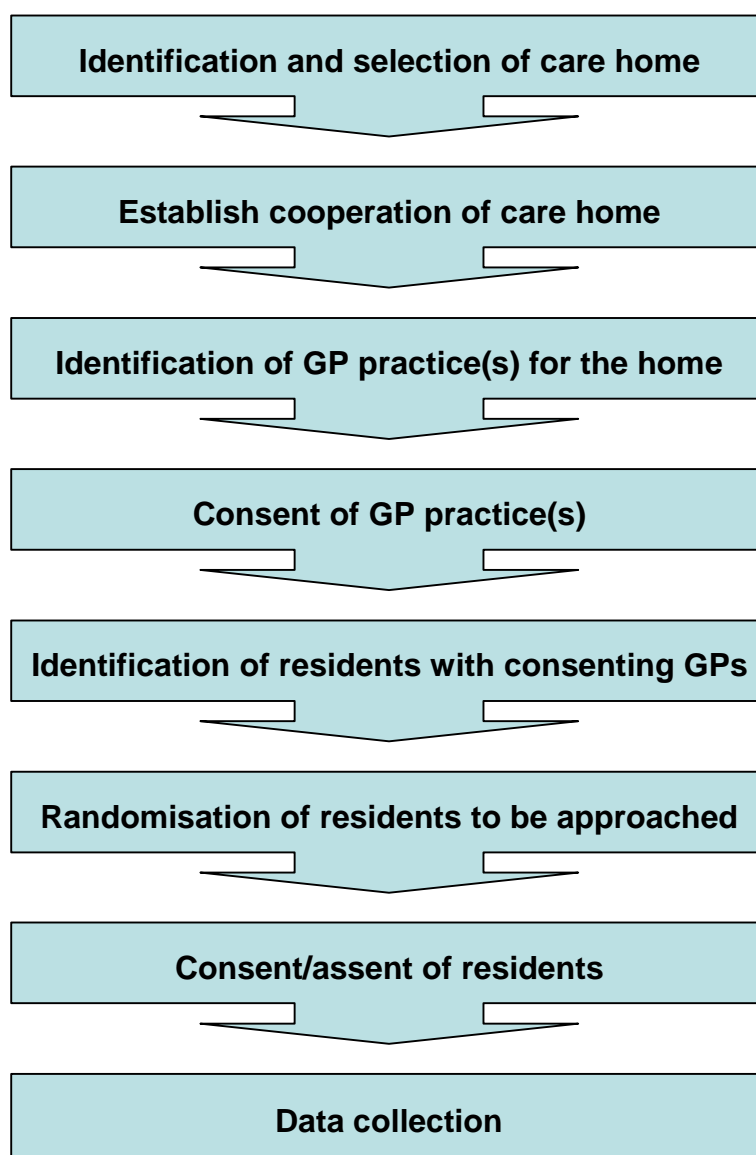 Identification and selection of care home
Establish cooperation of care home
Identification of GP practice(s) for the home
Consent of GP practice(s)
Identification of residents with consenting GPs
Randomisation of residents to be approached
Consent/assent of residents
Data collection